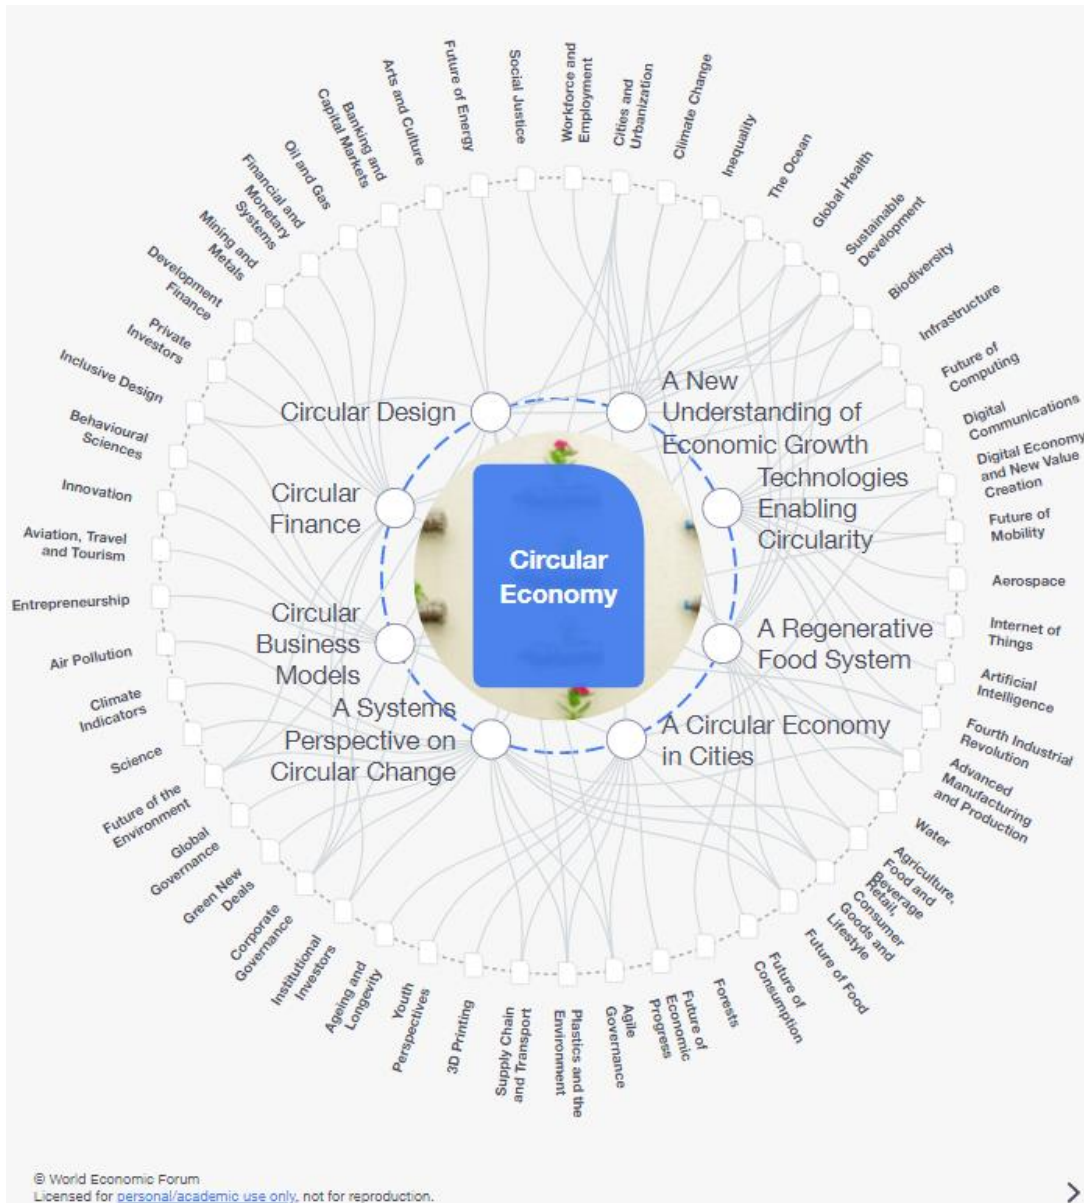 Social Justice
Workforce and
Employment
Cities and
Urbanization
Climate Change
Inequality
The Ocean
Global Health
Sustainable
Development
Biodiversity
Infrastructure
Future of
Computing
Digital
Communications
Digital Economy
and New Value
Creation
Future of
Mobility
Aerospace
Internet of
Things
Artificial
Intelligence
Fourth Industrial
Revolution
Advanced
Manufacturing
and Production
Water
Agriculture,
Food and
Beverage
Retail,
Consumer
Goods and
Lifestyle
Future of Food
Future of
Consumption
Forests
Future of
Economic
Progress
Agile
Governance
Plastics and the
Environment
Supply Chain
and Transport
3D Printing
Youth
Perspectives
Ageing and
Longevity
Institutional
Investors
Corporate
Governance
Green New
Deals
Global
Governance
Future of the
Environment
Science
Climate
Indicators
Air Pollution
Entrepreneurship
Aviation, Travel
and Tourism
Innovation
Behavioural
Sciences
Inclusive Design
Private
Investors
Development
Finance
Mining and
Metals
Financial and
Monetary
Systems
Oil and Gas
Banking and
Capital Markets
Arts and Culture
Future of Energy
Circular Design
A New
Understanding of
Economic Growth
Technologies
Enabling
Circularity
A Regenerative
Food System
A Circular Economy
in Cities
A Systems
Perspective on
Circular Change
Circular
Business
Models
Circular
Finance
Circular
Economy
© World Economic Forum
Licensed for personal/academic use only, not for reproduction.